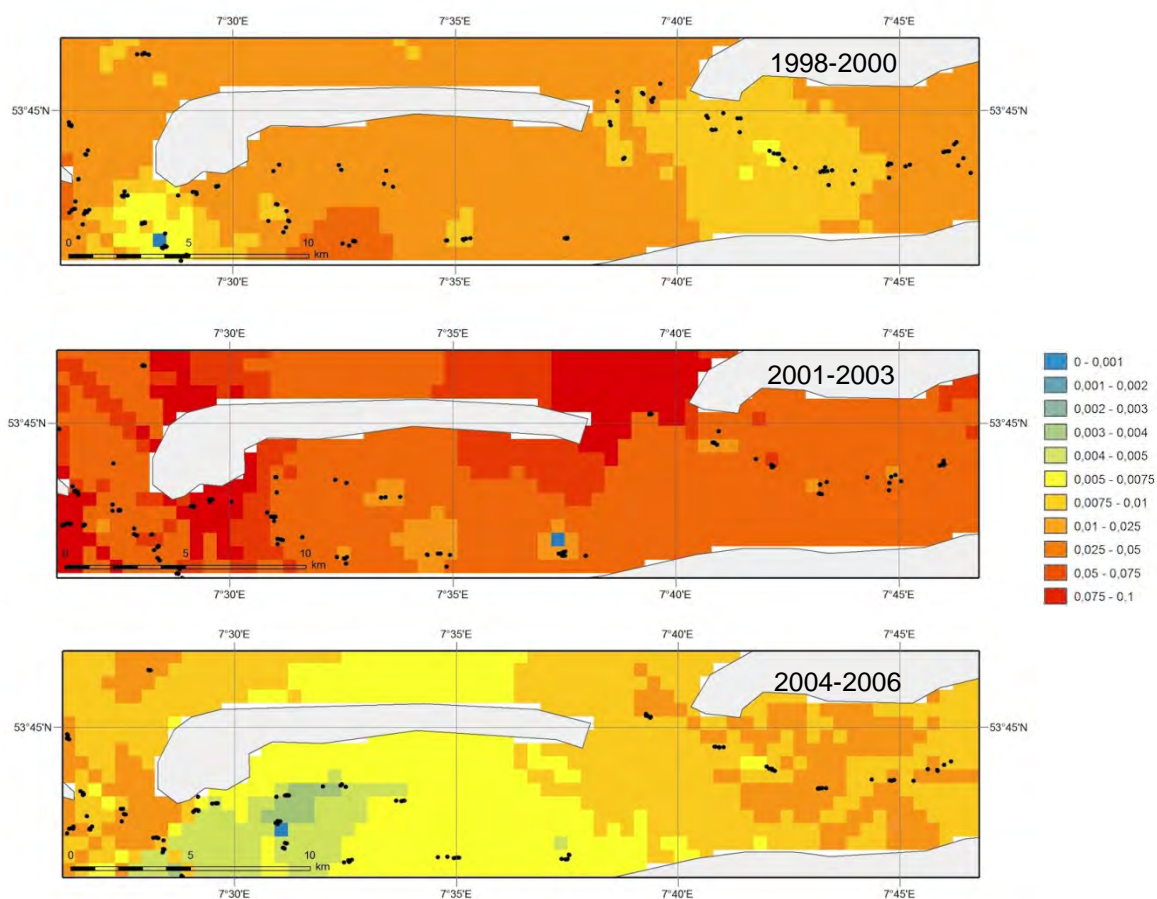 7°30'E 7°35'E 7°40'E 7°45'E
1998-2000
53°45'N 53°45'N
0 5 10
km
7°30'E 7°35'E 7°40'E 7°45'E
7°30'E 7°35'E 7°40'E 7°45'E
2001-2003
53°45'N 53°45'N
0 5 10
km
7°30'E 7°35'E 7°40'E 7°45'E
0 - 0,001
0,001 - 0,002
0,002 - 0,003
0,003 - 0,004
0,004 - 0,005
0,005 - 0,0075
0,0075 - 0,01
0,01 - 0,025
0,025 - 0,05
0,05 - 0,075
0,075 - 0,1
7°30'E 7°35'E 7°40'E 7°45'E
2004-2006
53°45'N 53°45'N
0 5 10
km
7°30'E 7°35'E 7°40'E 7°45'E